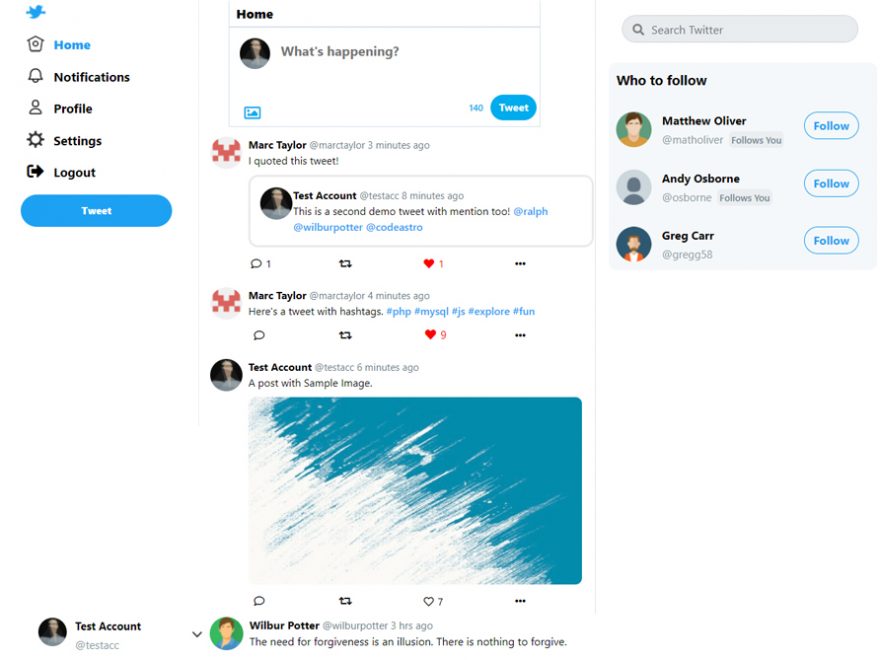 Home
Notifications
Profile
Settings
Logout
Tweet
Test Account
@testacc
Home
What's happening?
140 Tweet
Marc Taylor @marctaylor 3 minutes ago
I quoted this tweet!
Test Account @testacc 8 minutes ago
This is a second demo tweet with mention too! @ralph
@wilburpotter @codeastro
1 1
Marc Taylor @marctaylor 4 minutes ago
Here's a tweet with hashtags. #php #mysql #js #explore #fun
9
Test Account @testacc 6 minutes ago
A post with Sample Image.
7
Wilbur Potter @wilburpotter 3 hrs ago
The need for forgiveness is an illusion. There is nothing to forgive.
Search Twitter
Who to follow
Matthew Oliver
@matholiver Follows You
Follow
Andy Osborne
@osborne Follows You
Follow
Greg Carr
@gregg58
Follow